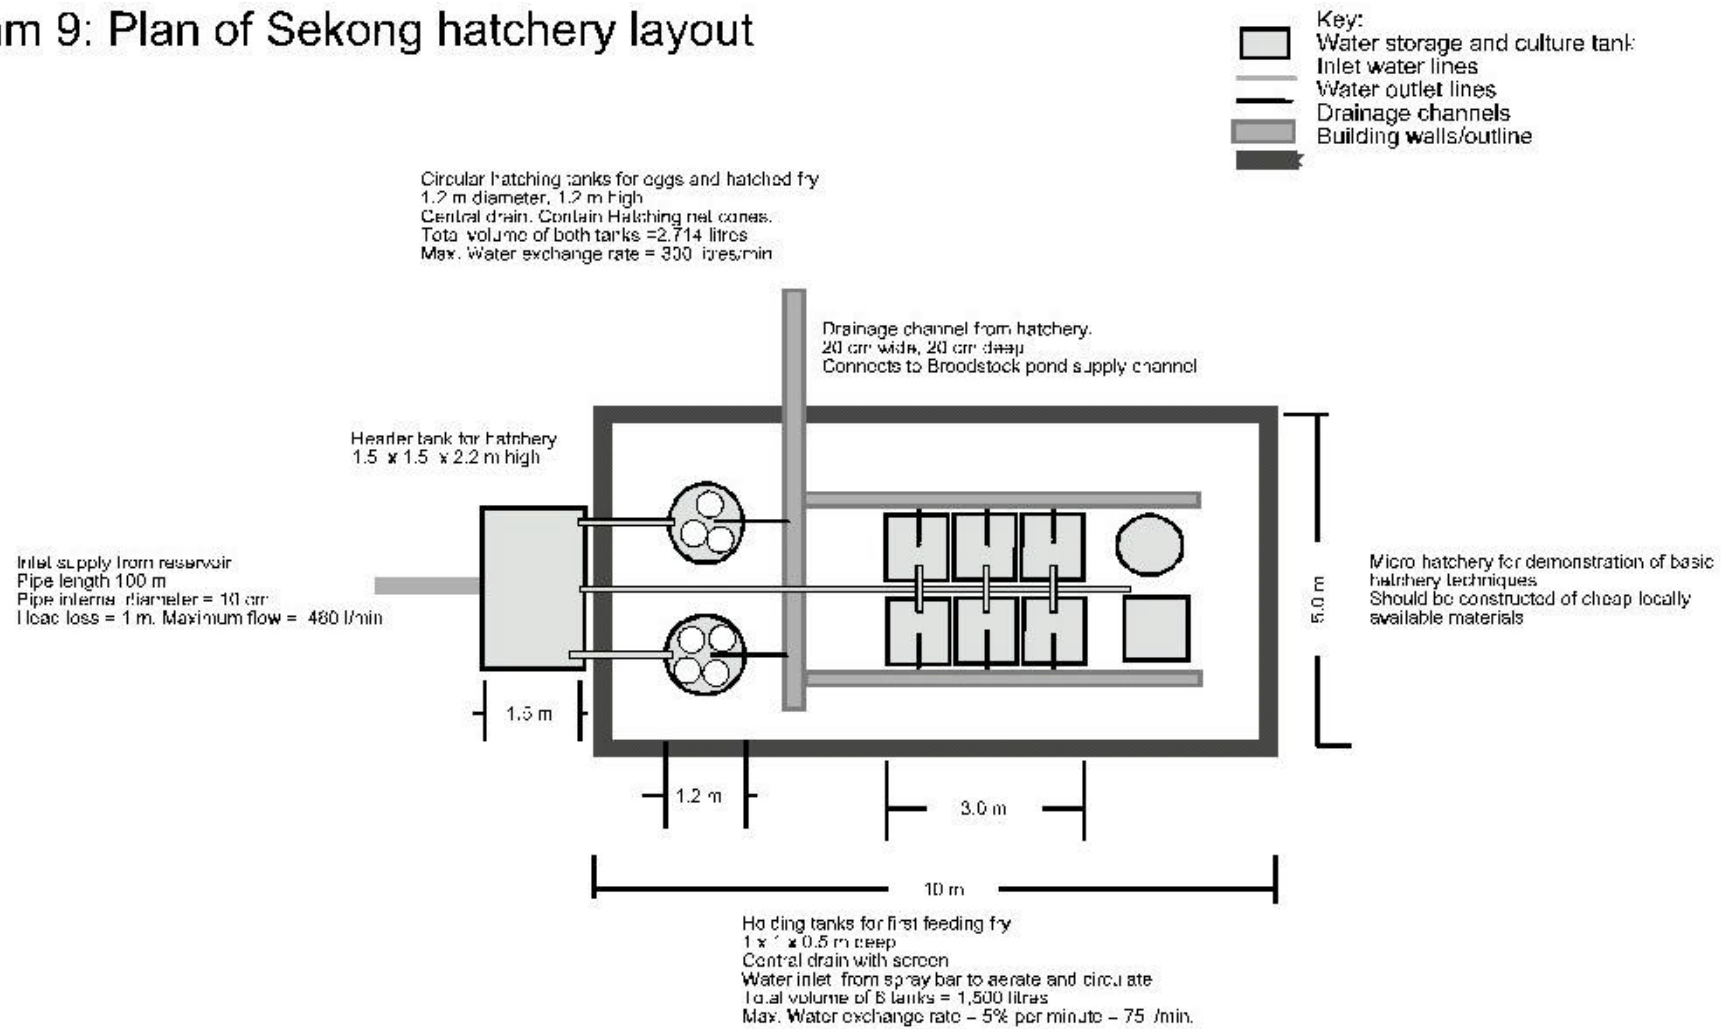 m 9: Plan of Sekong hatchery layout
Key:
Water storage and culture tank
Inlet water lines
Water outlet lines
Drainage channels
Building walls/outline
Circular hatching tanks for eggs and hatched fry
1.2 m diameter, 1.2 m high
Central drain. Contain Hatching net cones.
Total volume of both tanks =2,714 litres
Max. Water exchange rate = 300 litres/min
Drainage channel from hatchery.
20 cm wide, 20 cm deep
Connects to Broodstock pond supply channel
Header tank for hatchery
1.5 x 1.5 x 2.2 m high
Inlet supply from reservoir
Pipe length 100 m
Pipe internal diameter = 10 cm
Head loss = 1 m. Maximum flow = 480 l/min
Micro hatchery for demonstration of basic
hatchery techniques
Should be constructed of cheap locally
available materials
5.0 m
1.5 m
1.2 m
3.0 m
10 m
Holding tanks for first feeding fry
1 x 1 x 0.5 m deep
Central drain with screen
Water inlet from spray bar to aerate and circulate
Total volume of 6 tanks = 1,500 litres
Max. Water exchange rate = 5% per minute = 75 /min.